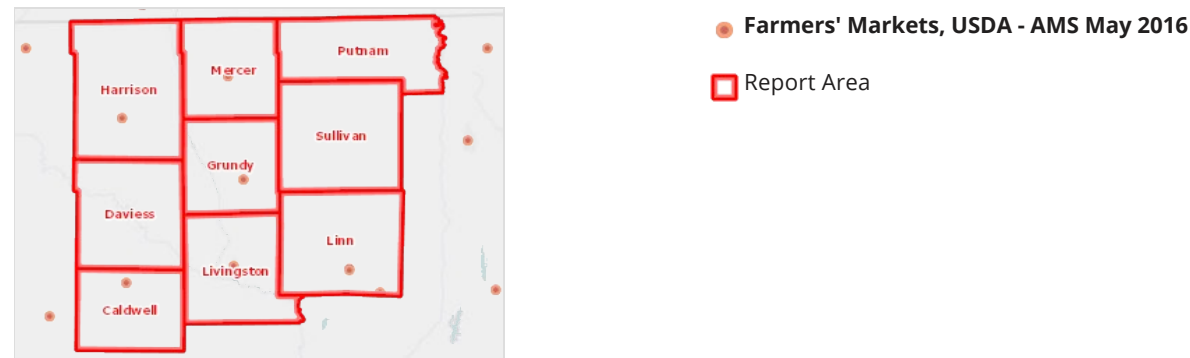 Farmers' Markets, USDA - AMS May 2016
Report Area
Putnam
Mercer
Harrison
Sullivan
Grundy
Daviess
Linn
Livingston
Caldwell